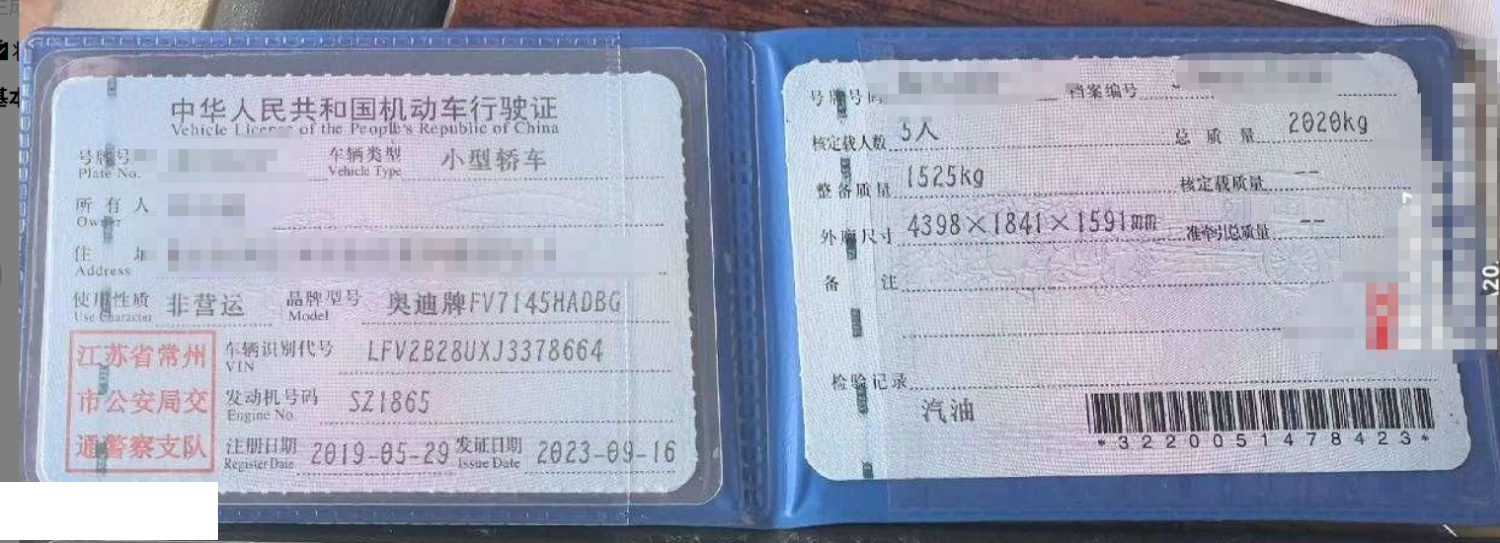 中华人民共和国机动车行驶证
Vehicle License of the People's Republic of China
号牌号
Plate No.
车辆类型
Vehicle Type
小型轿车
所有人
Owner
住址
Address
使用性质
Use Character
非营运
品牌型号
Model
奥迪牌FV7145HADBG
江苏省常州
市公安局交
通警察支队
车辆识别代号
VIN
LFV2B28UXJ3378664
发动机号码
Engine No.
SZ1865
注册日期
Register Date
2019-05-29
发证日期
Issue Date
2023-09-16
号牌号码
档案编号
核定载人数 5人
总质量 2020kg
整备质量 1525kg
核定载质量 --
外廓尺寸 4398×1841×1591mm
准牵引总质量 --
备注
检验记录
汽油
*3220051478423*
20.